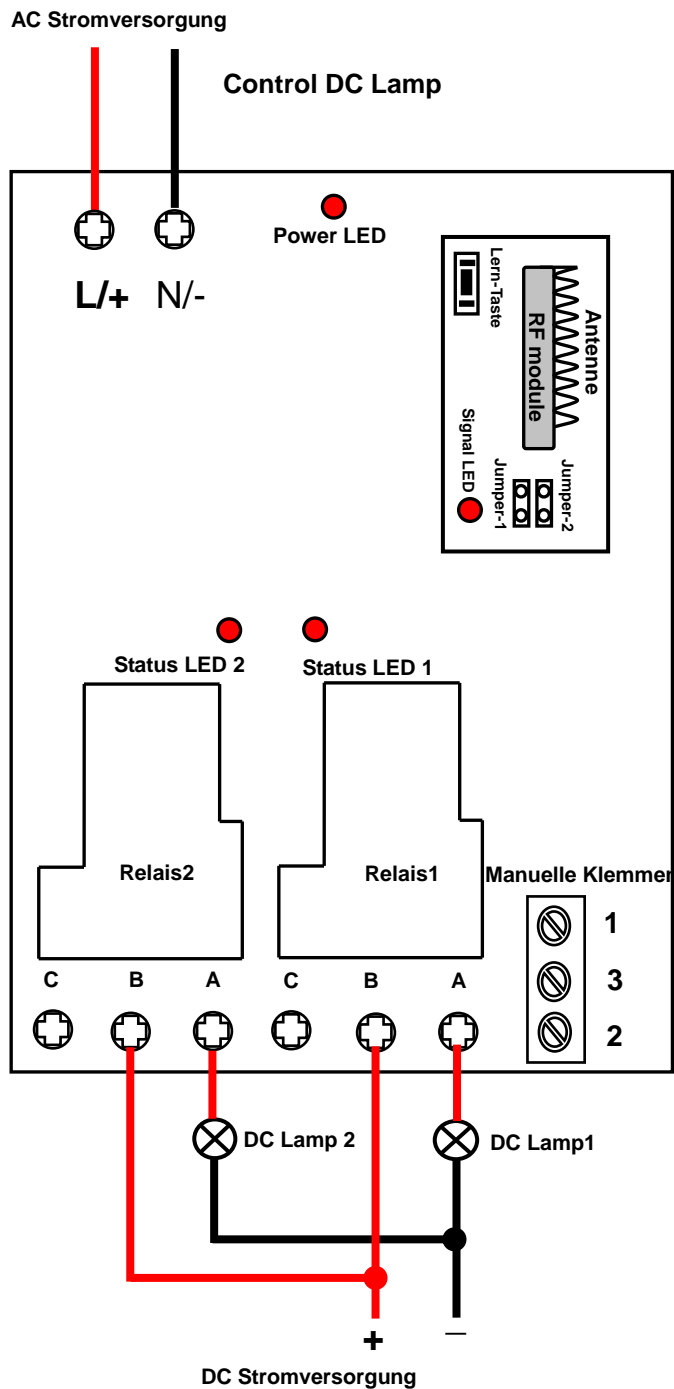 AC Stromversorgung
Control DC Lamp
Power LED
L/+ N/-
Lern-Taste
RF module
Antenne
Signal LED
Jumper-1
Jumper-2
Status LED 2
Status LED 1
Relais2
Relais1
Manuelle Klemmer
1
3
2
C B A C B A
DC Lamp 2
DC Lamp1
+ −
DC Stromversorgung